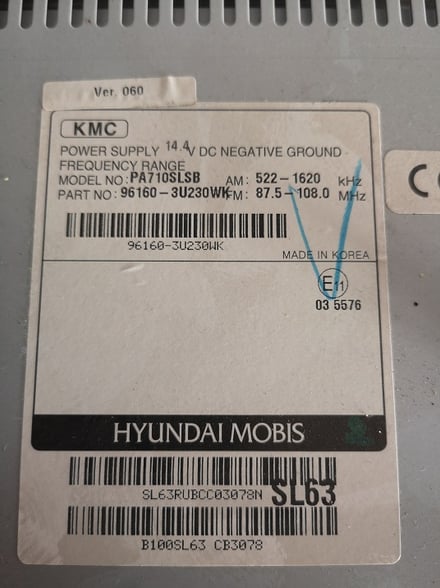 Ver. 060
KMC
POWER SUPPLY 14.4V DC NEGATIVE GROUND
FREQUENCY RANGE
MODEL NO: PA710SLSB AM: 522-1620 kHz
PART NO: 96160-3U230WK FM: 87.5-108.0 MHz
96160-3U230WK
MADE IN KOREA
E11
03 5576
CE
HYUNDAI MOBIS
SL63RUBCC03078N SL63
B100SL63 CB3078